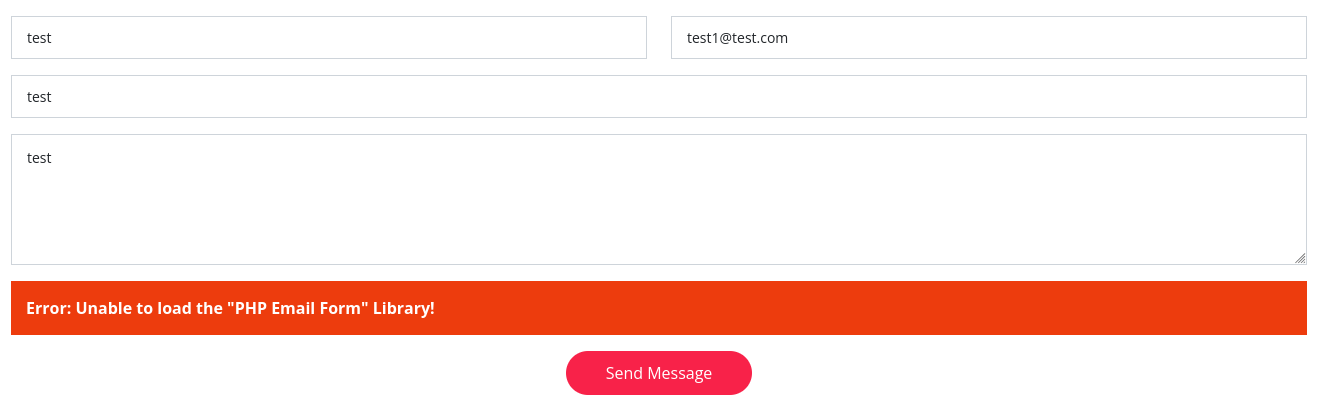 test
test1@test.com
test
test
Error: Unable to load the "PHP Email Form" Library!
Send Message